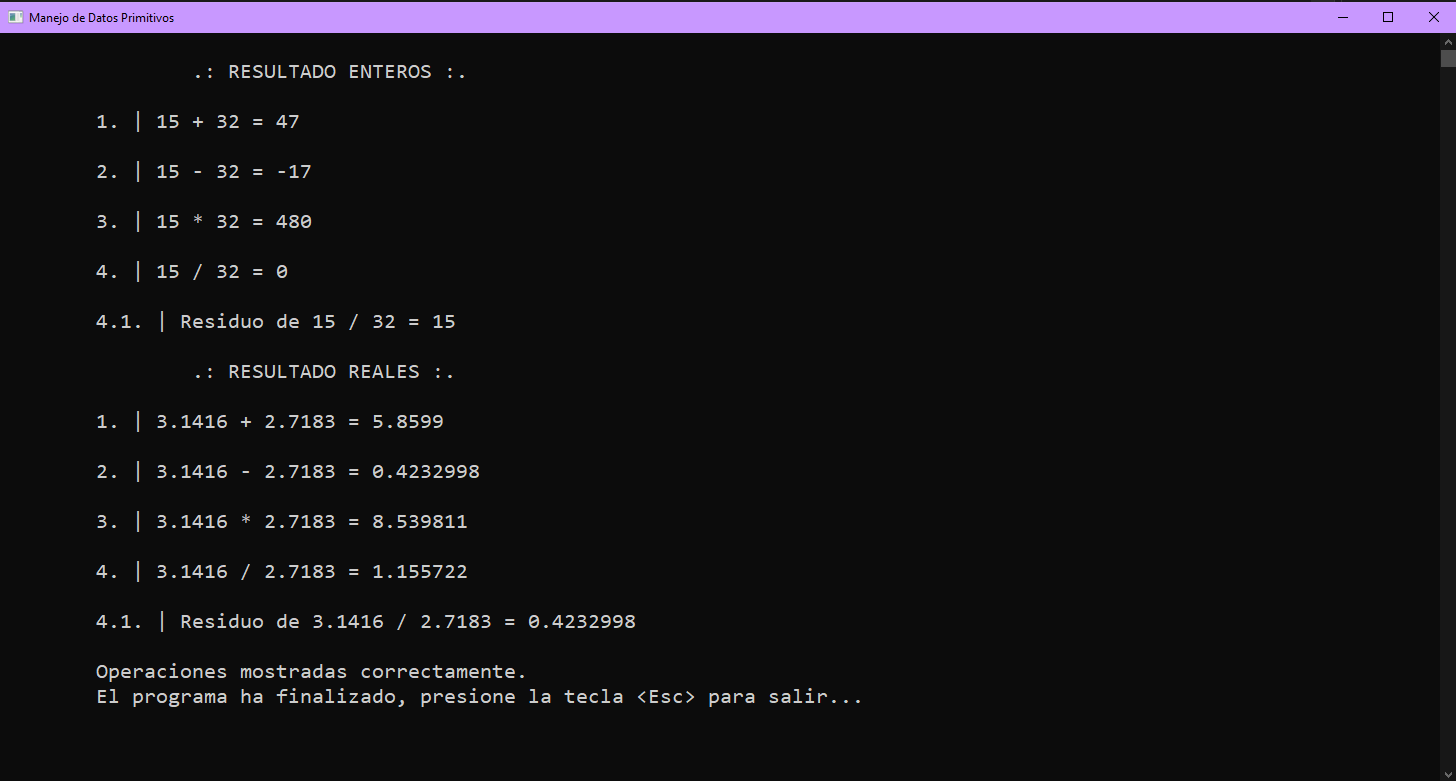 Manejo de Datos Primitivos
.: RESULTADO ENTEROS :.
1. | 15 + 32 = 47
2. | 15 - 32 = -17
3. | 15 * 32 = 480
4. | 15 / 32 = 0
4.1. | Residuo de 15 / 32 = 15
.: RESULTADO REALES :.
1. | 3.1416 + 2.7183 = 5.8599
2. | 3.1416 - 2.7183 = 0.4232998
3. | 3.1416 * 2.7183 = 8.539811
4. | 3.1416 / 2.7183 = 1.155722
4.1. | Residuo de 3.1416 / 2.7183 = 0.4232998
Operaciones mostradas correctamente.
El programa ha finalizado, presione la tecla <Esc> para salir...